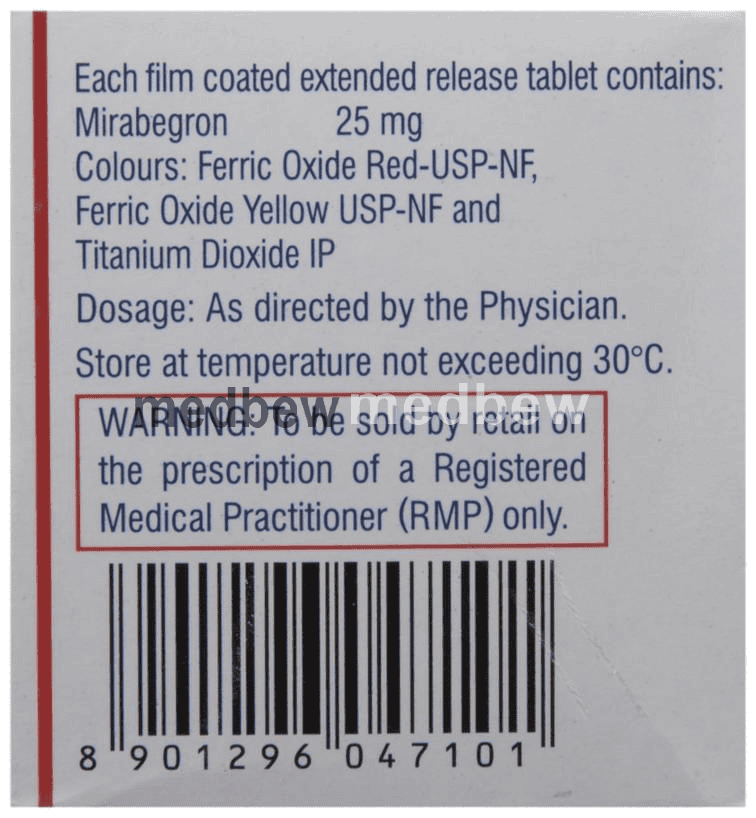 Each film coated extended release tablet contains:
Mirabegron 25 mg
Colours: Ferric Oxide Red-USP-NF,
Ferric Oxide Yellow USP-NF and
Titanium Dioxide IP
Dosage: As directed by the Physician.
Store at temperature not exceeding 30°C.
medbew medbew
WARNING: To be sold by retail on
the prescription of a Registered
Medical Practitioner (RMP) only.
8 901296 047101